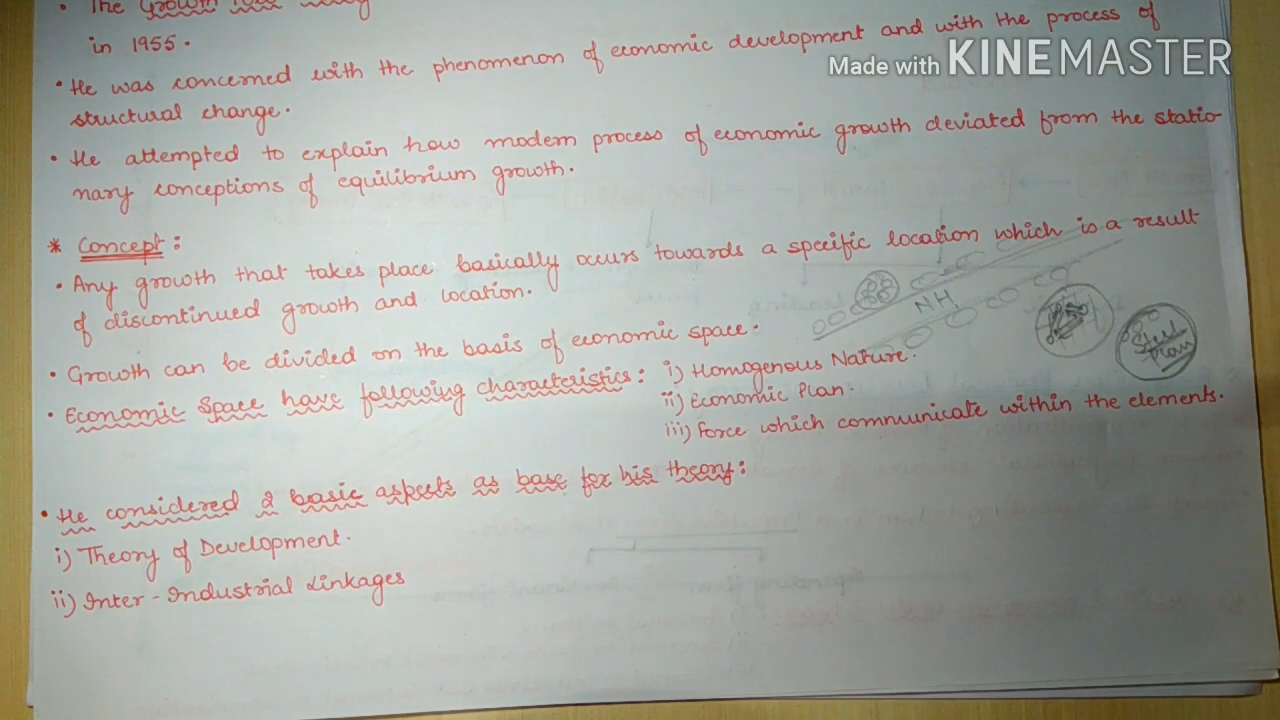 • The Growth
in 1955.
• He was concerned with the phenomenon of economic development and with the process of
structural change.
• He attempted to explain how modern process of economic growth deviated from the statio
nary conceptions of equilibrium growth.
* Concept:
• Any growth that takes place basically occurs towards a specific location which is a result
of discontinued growth and location.
• Growth can be divided on the basis of economic space.
• Economic Space have following characteristics: i) Homogenous Nature.
ii) Economic Plan.
iii) Force which communicate within the elements.
• He considered 2 basic aspects as base for his theory:
i) Theory of Development.
ii) Inter-Industrial Linkages
NH
Steel
Plan
Made with KINEMASTER